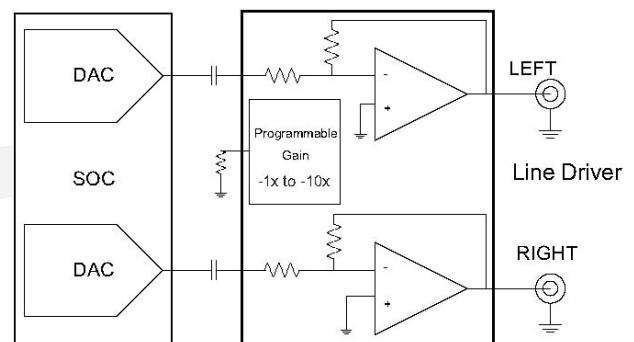 DAC
LEFT
-
+
Programmable
Gain
-1x to -10x
SOC
Line Driver
DAC
RIGHT
-
+